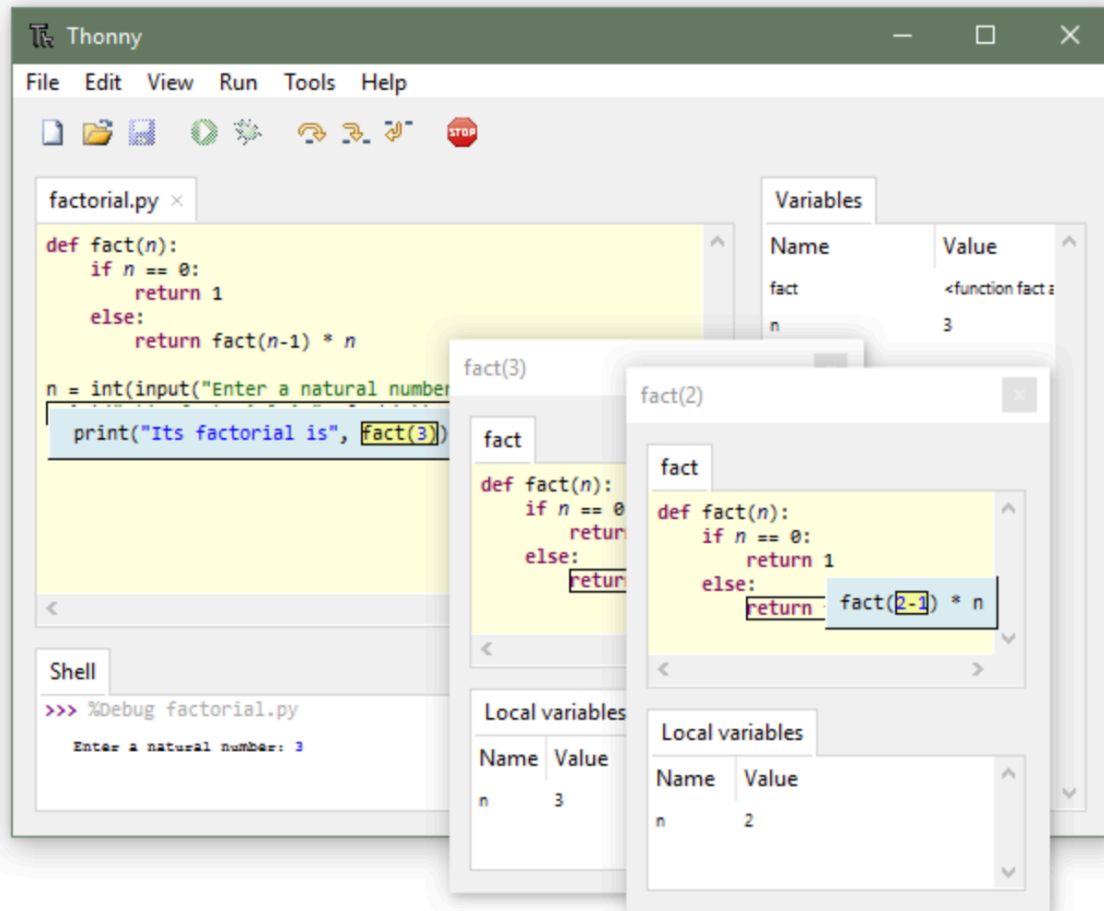 Thonny
File Edit View Run Tools Help
STOP
factorial.py
def fact(n):
if n == 0:
return 1
else:
return fact(n-1) * n
n = int(input("Enter a natural number
print("Its factorial is", fact(3))
Shell
>>> %Debug factorial.py
Enter a natural number: 3
Variables
Name Value
fact <function fact a
n 3
fact(3)
fact
def fact(n):
if n == 0
retur
else:
retur
Local variables
Name Value
n 3
fact(2)
fact
def fact(n):
if n == 0:
return 1
else:
return
fact(2-1) * n
Local variables
Name Value
n 2